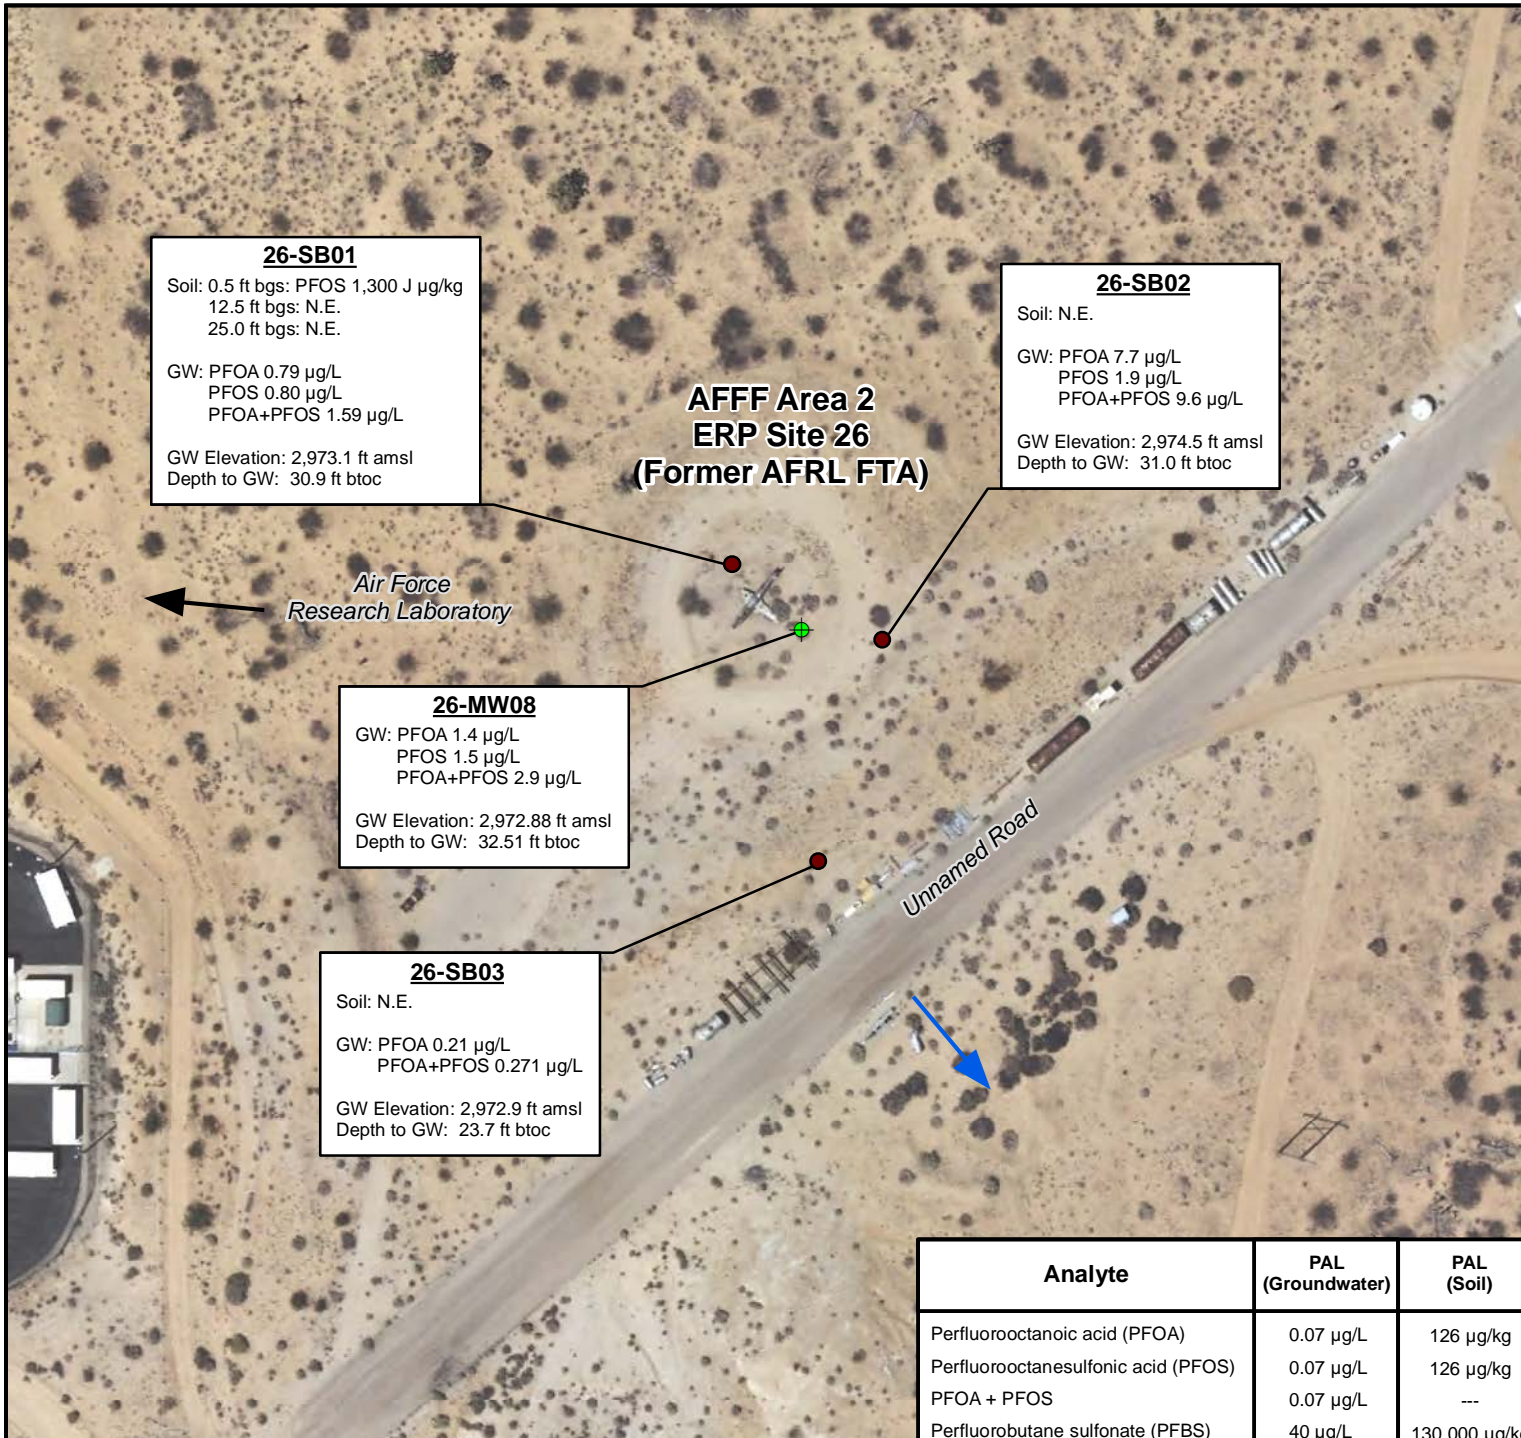 26-SB01
Soil: 0.5 ft bgs: PFOS 1,300 J µg/kg
12.5 ft bgs: N.E.
25.0 ft bgs: N.E.
GW: PFOA 0.79 µg/L
PFOS 0.80 µg/L
PFOA+PFOS 1.59 µg/L
GW Elevation: 2,973.1 ft amsl
Depth to GW: 30.9 ft btoc
26-SB02
Soil: N.E.
GW: PFOA 7.7 µg/L
PFOS 1.9 µg/L
PFOA+PFOS 9.6 µg/L
GW Elevation: 2,974.5 ft amsl
Depth to GW: 31.0 ft btoc
AFFF Area 2
ERP Site 26
(Former AFRL FTA)
Air Force
Research Laboratory
26-MW08
GW: PFOA 1.4 µg/L
PFOS 1.5 µg/L
PFOA+PFOS 2.9 µg/L
GW Elevation: 2,972.88 ft amsl
Depth to GW: 32.51 ft btoc
Unnamed Road
26-SB03
Soil: N.E.
GW: PFOA 0.21 µg/L
PFOA+PFOS 0.271 µg/L
GW Elevation: 2,972.9 ft amsl
Depth to GW: 23.7 ft btoc
Analyte PAL (Groundwater) PAL (Soil)
Perfluorooctanoic acid (PFOA) 0.07 µg/L 126 µg/kg
Perfluorooctanesulfonic acid (PFOS) 0.07 µg/L 126 µg/kg
PFOA + PFOS 0.07 µg/L ---
Perfluorobutane sulfonate (PFBS) 40 µg/L 130,000 µg/kg